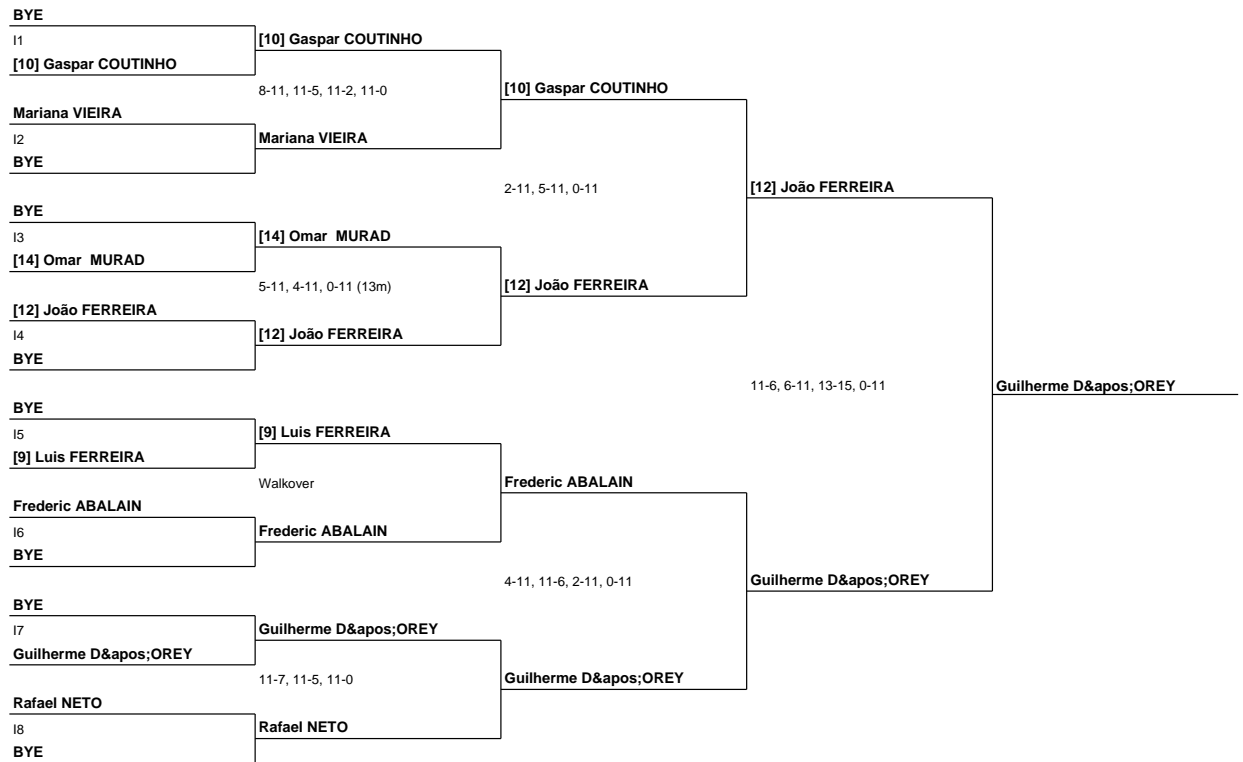 BYE
I1
[10] Gaspar COUTINHO
[10] Gaspar COUTINHO
8-11, 11-5, 11-2, 11-0
[10] Gaspar COUTINHO
Mariana VIEIRA
I2
Mariana VIEIRA
BYE
2-11, 5-11, 0-11
[12] João FERREIRA
BYE
I3
[14] Omar  MURAD
[14] Omar  MURAD
5-11, 4-11, 0-11 (13m)
[12] João FERREIRA
[12] João FERREIRA
I4
[12] João FERREIRA
BYE
11-6, 6-11, 13-15, 0-11
Guilherme D&apos;OREY
BYE
I5
[9] Luis FERREIRA
[9] Luis FERREIRA
Walkover
Frederic ABALAIN
Frederic ABALAIN
I6
Frederic ABALAIN
BYE
4-11, 11-6, 2-11, 0-11
Guilherme D&apos;OREY
BYE
I7
Guilherme D&apos;OREY
Guilherme D&apos;OREY
11-7, 11-5, 11-0
Guilherme D&apos;OREY
Rafael NETO
I8
Rafael NETO
BYE